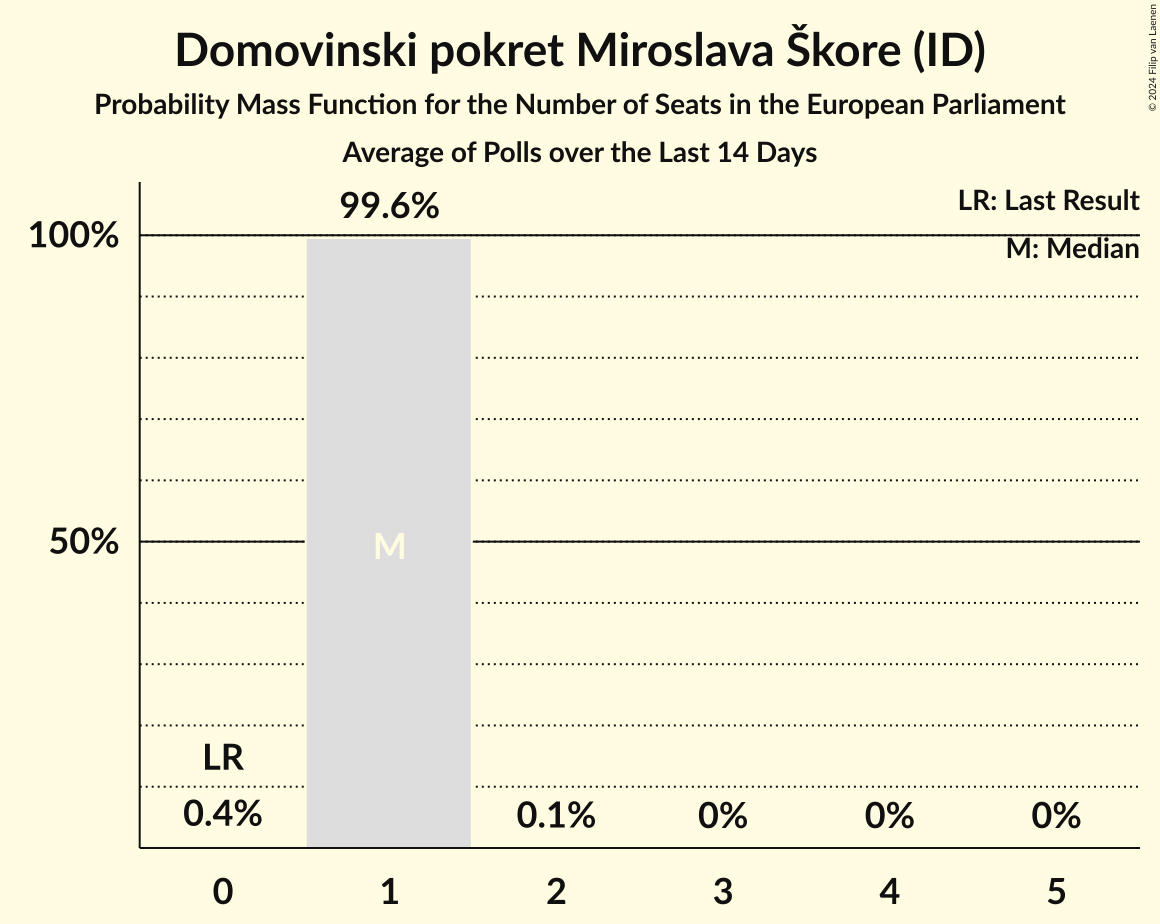 Domovinski pokret Miroslava Škore (ID)
Probability Mass Function for the Number of Seats in the European Parliament
Average of Polls over the Last 14 Days
© 2024 Filip van Laenen
LR: Last Result
M: Median
99.6%
100%
50%
M
LR
0.4%
0.1%
0%
0%
0%
0 1 2 3 4 5